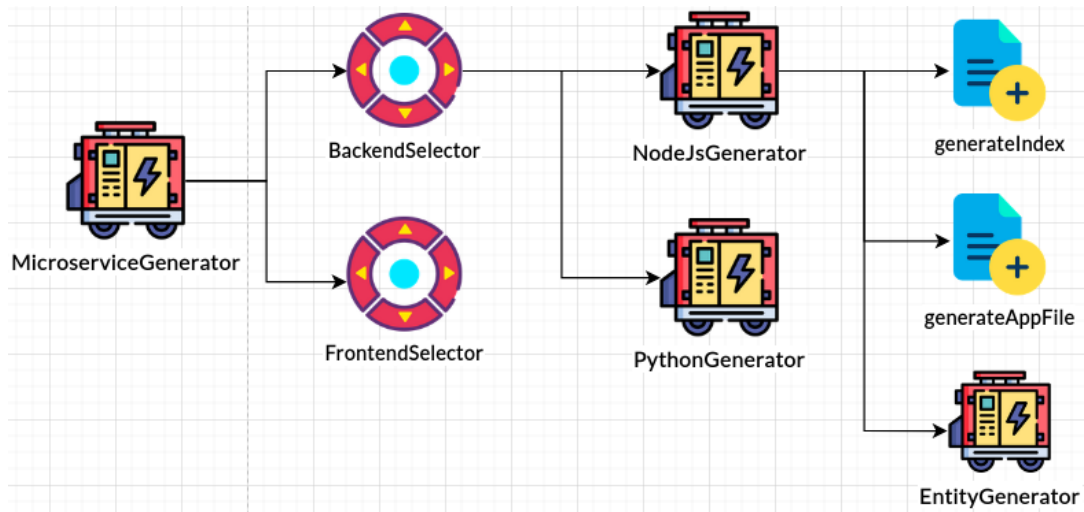 BackendSelector
NodeJsGenerator
generateIndex
MicroserviceGenerator
FrontendSelector
PythonGenerator
generateAppFile
EntityGenerator